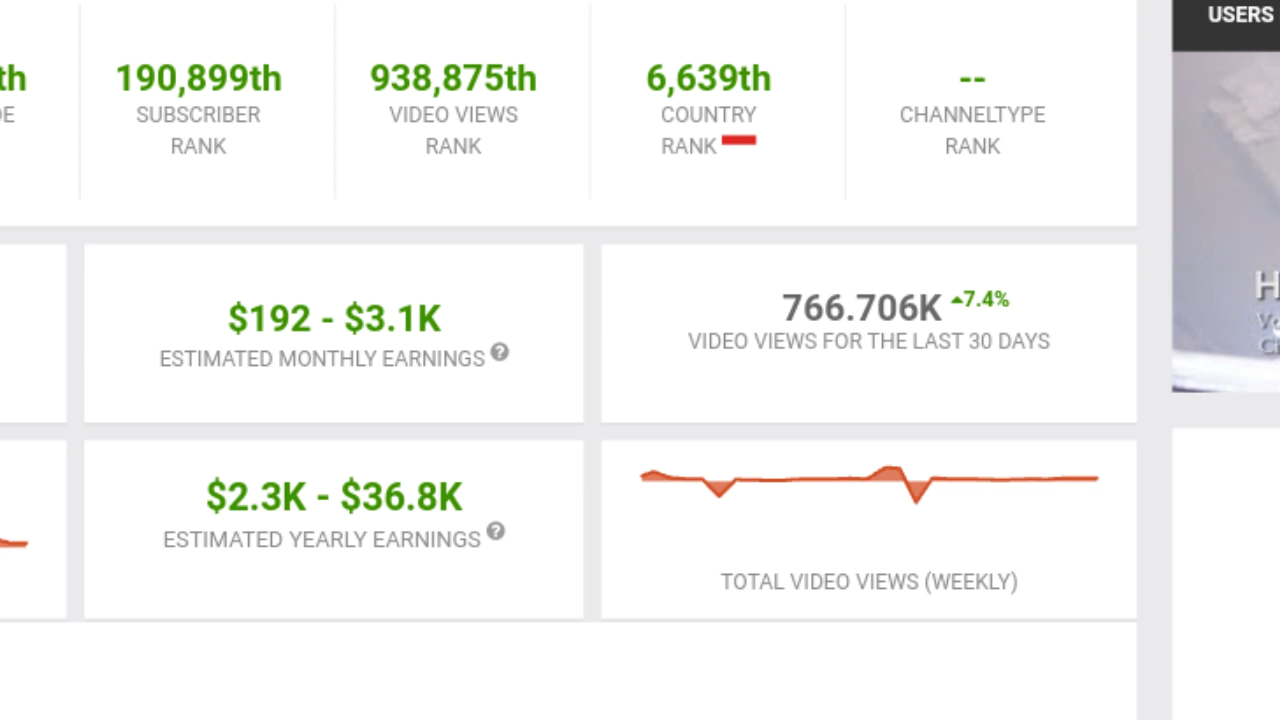 USERS
th
190,899th
938,875th
6,639th
--
SUBSCRIBER
RANK
VIDEO VIEWS
RANK
COUNTRY
RANK
CHANNELTYPE
RANK
$192 - $3.1K
ESTIMATED MONTHLY EARNINGS ?
766.706K 7.4%
VIDEO VIEWS FOR THE LAST 30 DAYS
$2.3K - $36.8K
ESTIMATED YEARLY EARNINGS ?
TOTAL VIDEO VIEWS (WEEKLY)